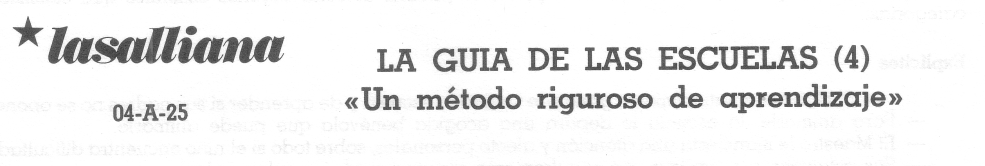 ★ lasalliana
04-A-25
LA GUIA DE LAS ESCUELAS (4)
«Un método riguroso de aprendizaje»